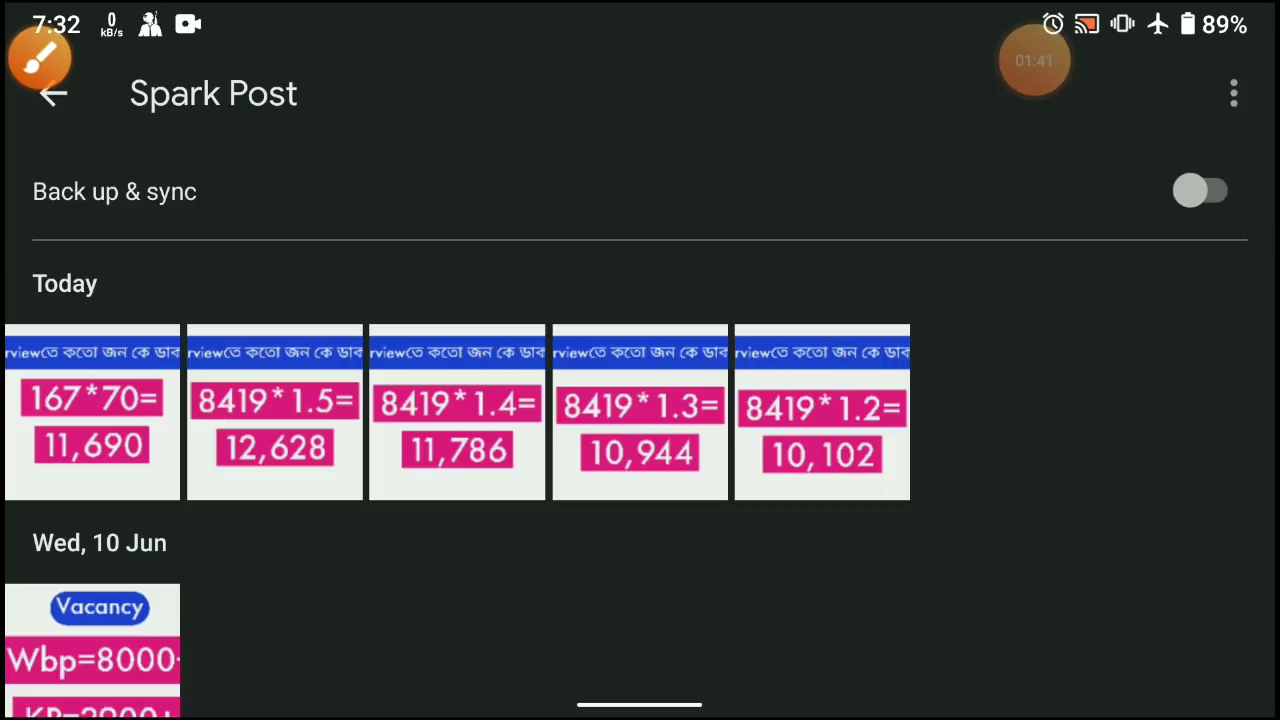 7:32 0 kB/s 89%
01:41
Spark Post
Back up & sync
Today
rviewতে কতো জন কে ডাব
167*70=
11,690
rviewতে কতো জন কে ডাব
8419*1.5=
12,628
rviewতে কতো জন কে ডাব
8419*1.4=
11,786
rviewতে কতো জন কে ডাব
8419*1.3=
10,944
rviewতে কতো জন কে ডাব
8419*1.2=
10,102
Wed, 10 Jun
Vacancy
Wbp=8000